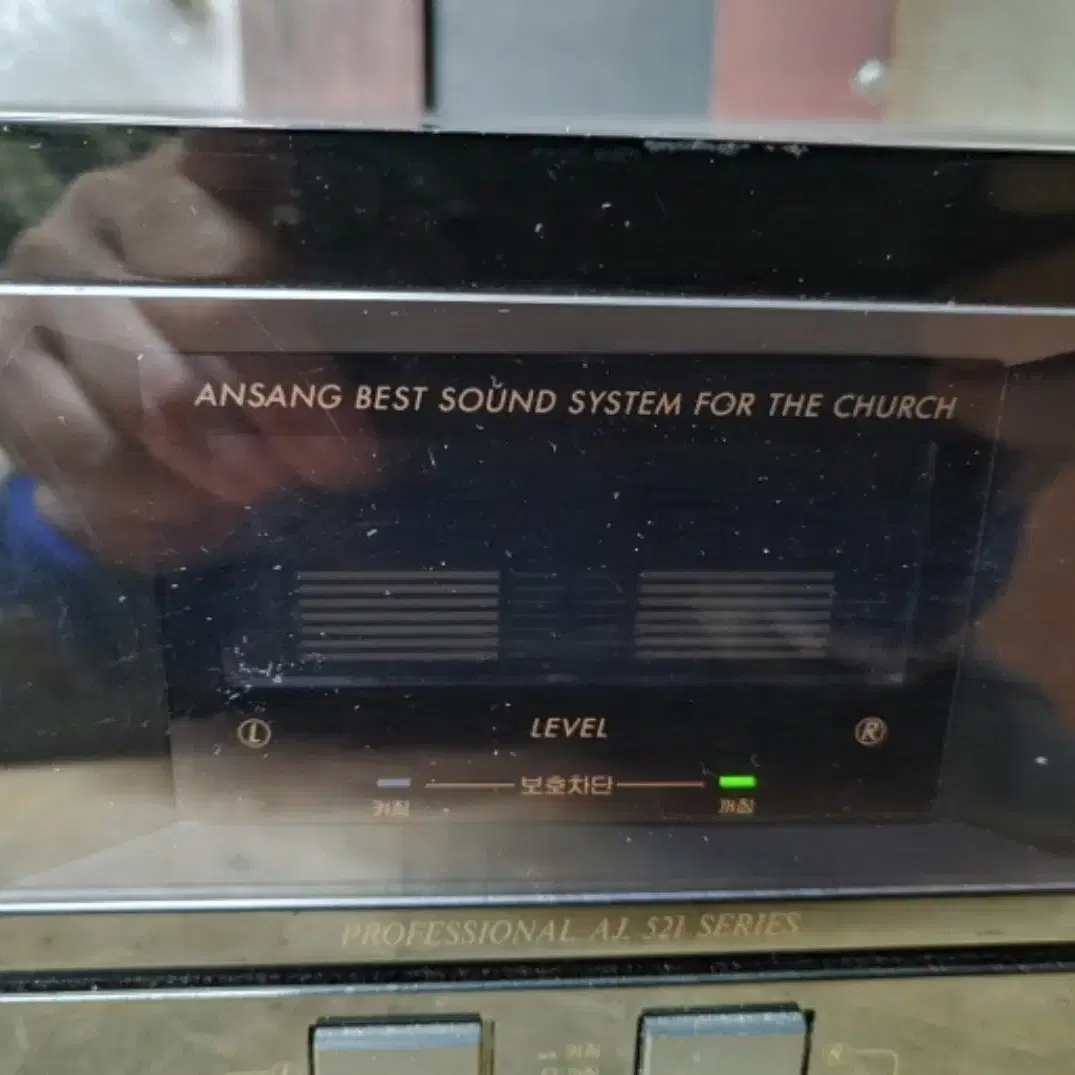 ANSANG BEST SOUND SYSTEM FOR THE CHURCH
L LEVEL R
보호차단
켜짐 꺼짐
PROFESSIONAL AL 521 SERIES